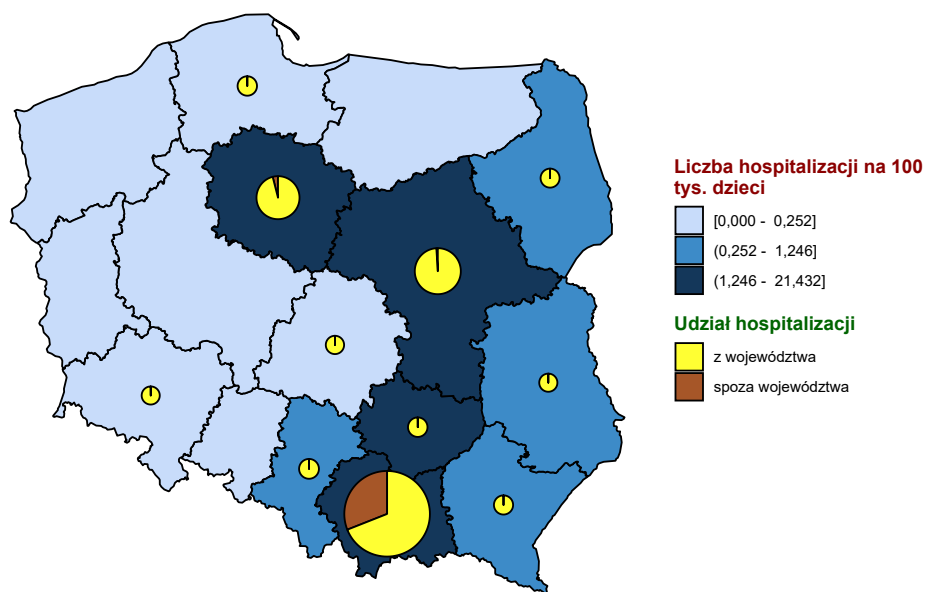 Liczba hospitalizacji na 100
tys. dzieci
[0,000 - 0,252]
(0,252 - 1,246]
(1,246 - 21,432]
Udział hospitalizacji
z województwa
spoza województwa